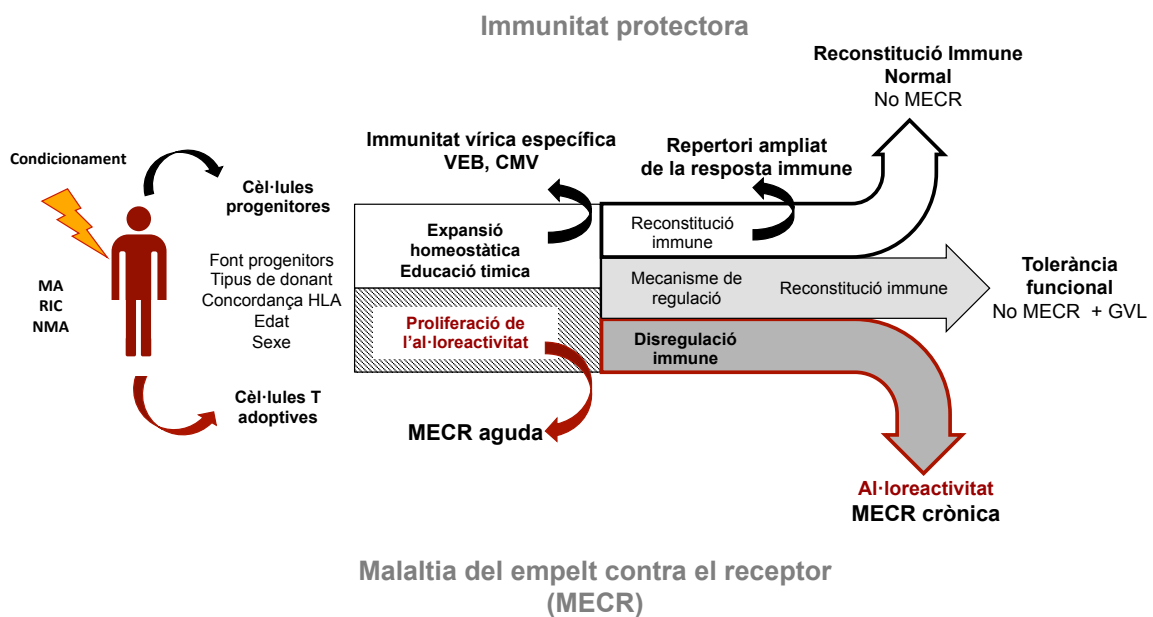 Immunitat protectora
Reconstitució Immune
Normal
No MECR
Condicionament
MA
RIC
NMA
Cèl·lules
progenitores
Font progenitors
Tipus de donant
Concordança HLA
Edat
Sexe
Cèl·lules T
adoptives
Immunitat vírica específica
VEB, CMV
Expansió
homeostàtica
Educació timica
Proliferació de
l'al·loreactivitat
MECR aguda
Repertori ampliat
de la resposta immune
Reconstitució
immune
Mecanisme de
regulació
Reconstitució immune
Disregulació
immune
Tolerància
funcional
No MECR + GVL
Al·loreactivitat
MECR crònica
Malaltia del empelt contra el receptor
(MECR)